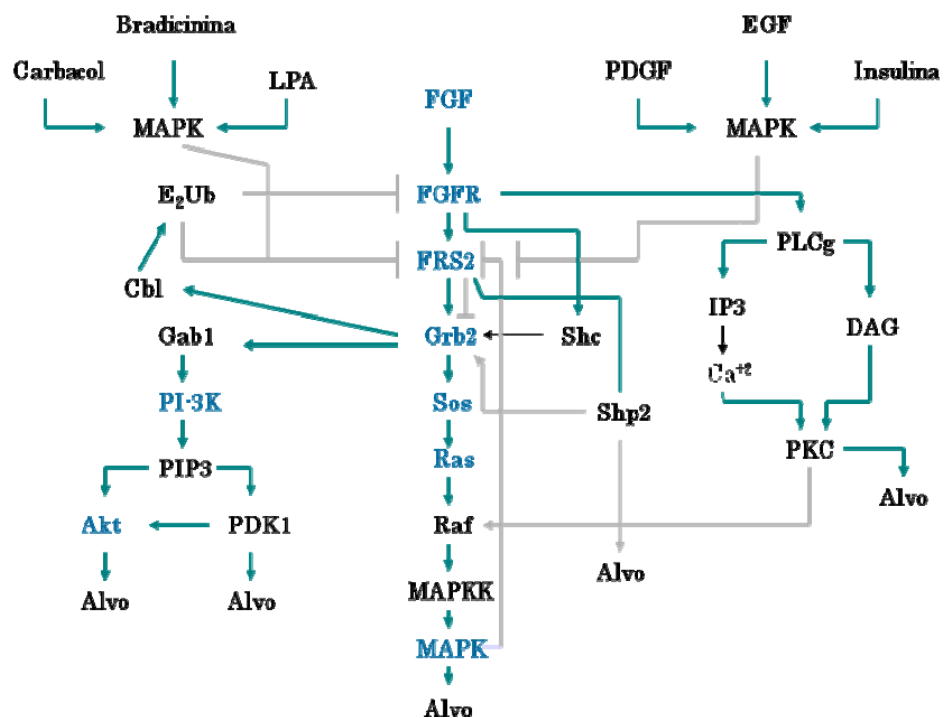 Bradicinina
EGF
Carbacol
LPA
PDGF
Insulina
FGF
MAPK
MAPK
E₂Ub
FGFR
PLCg
FRS2
Cbl
IP3
Gab1
Grb2
Shc
DAG
Ca⁺²
PI-3K
Sos
Shp2
PKC
PIP3
Ras
Alvo
Akt
PDK1
Raf
Alvo
Alvo
Alvo
MAPKK
MAPK
Alvo